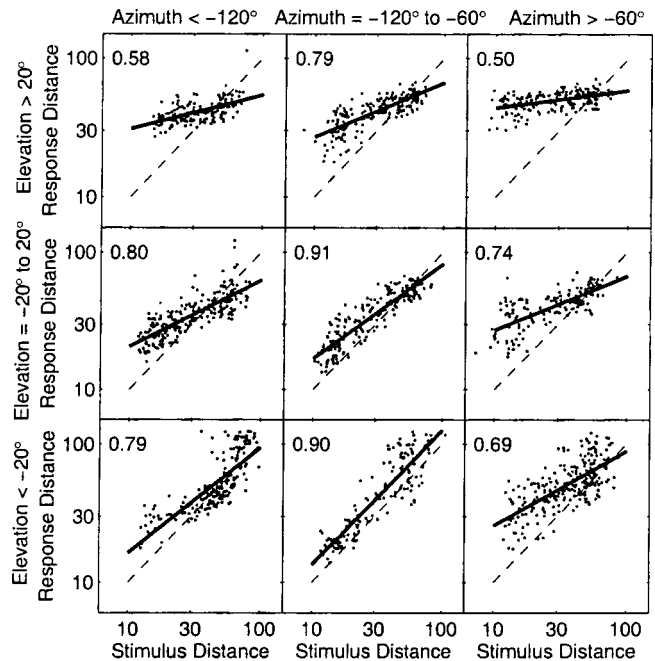 Azimuth < −120° Azimuth = −120° to −60° Azimuth > −60°
Elevation > 20°
Response Distance
100
30
10
0.58
0.79
0.50
Elevation = −20° to 20°
Response Distance
100
30
10
0.80
0.91
0.74
Elevation < −20°
Response Distance
100
30
10
0.79
0.90
0.69
10 30 100 10 30 100 10 30 100
Stimulus Distance Stimulus Distance Stimulus Distance